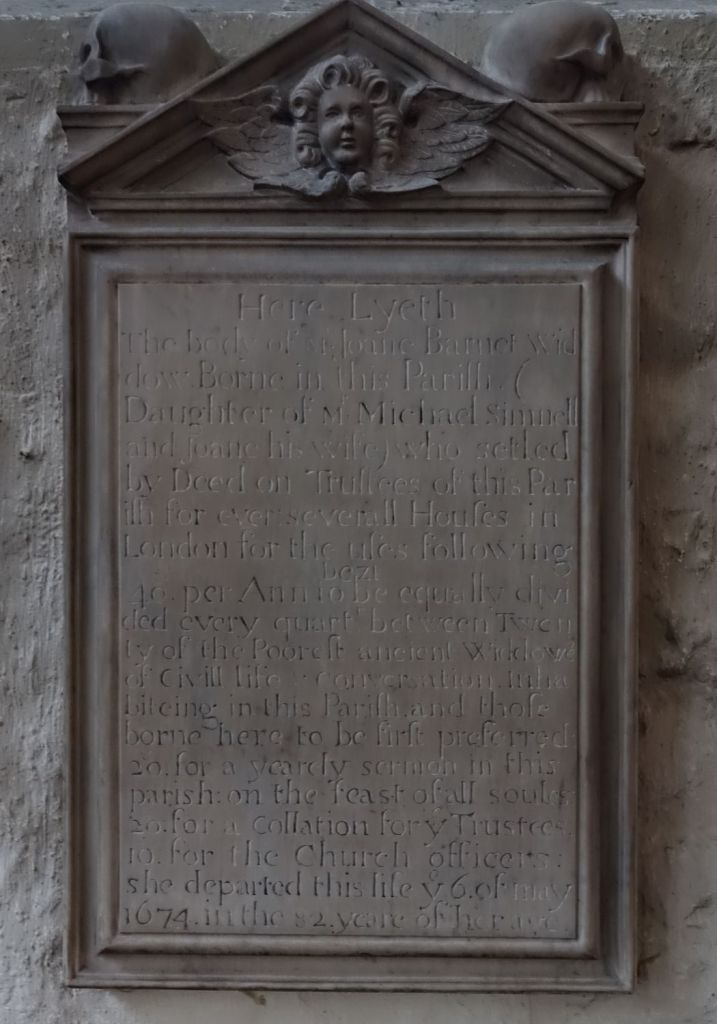 Here Lyeth
The body of Mrs Joane Barnet Wid
dow. Borne in this Parish. (
Daughter of Mr Michael Simnell
and Joane his wife) who setled
by Deed on Trustees of this Par
ish for ever: severall Houses in
London for the uses following
40. per Ann to be equally divi
ded every quartr between Twen
ty of the Poorest ancient Widdows
of Civill life & conversation. Inha
biteing in this Parish, and those
borne here to be first preferred:
20. for a yearely sermon in this
parish: on the feast of all soules
20. for a Collation for ye Trustees.
10. for the Church officers:
she departed this life ye 6. of may
1674. in the 82. yeare of her age